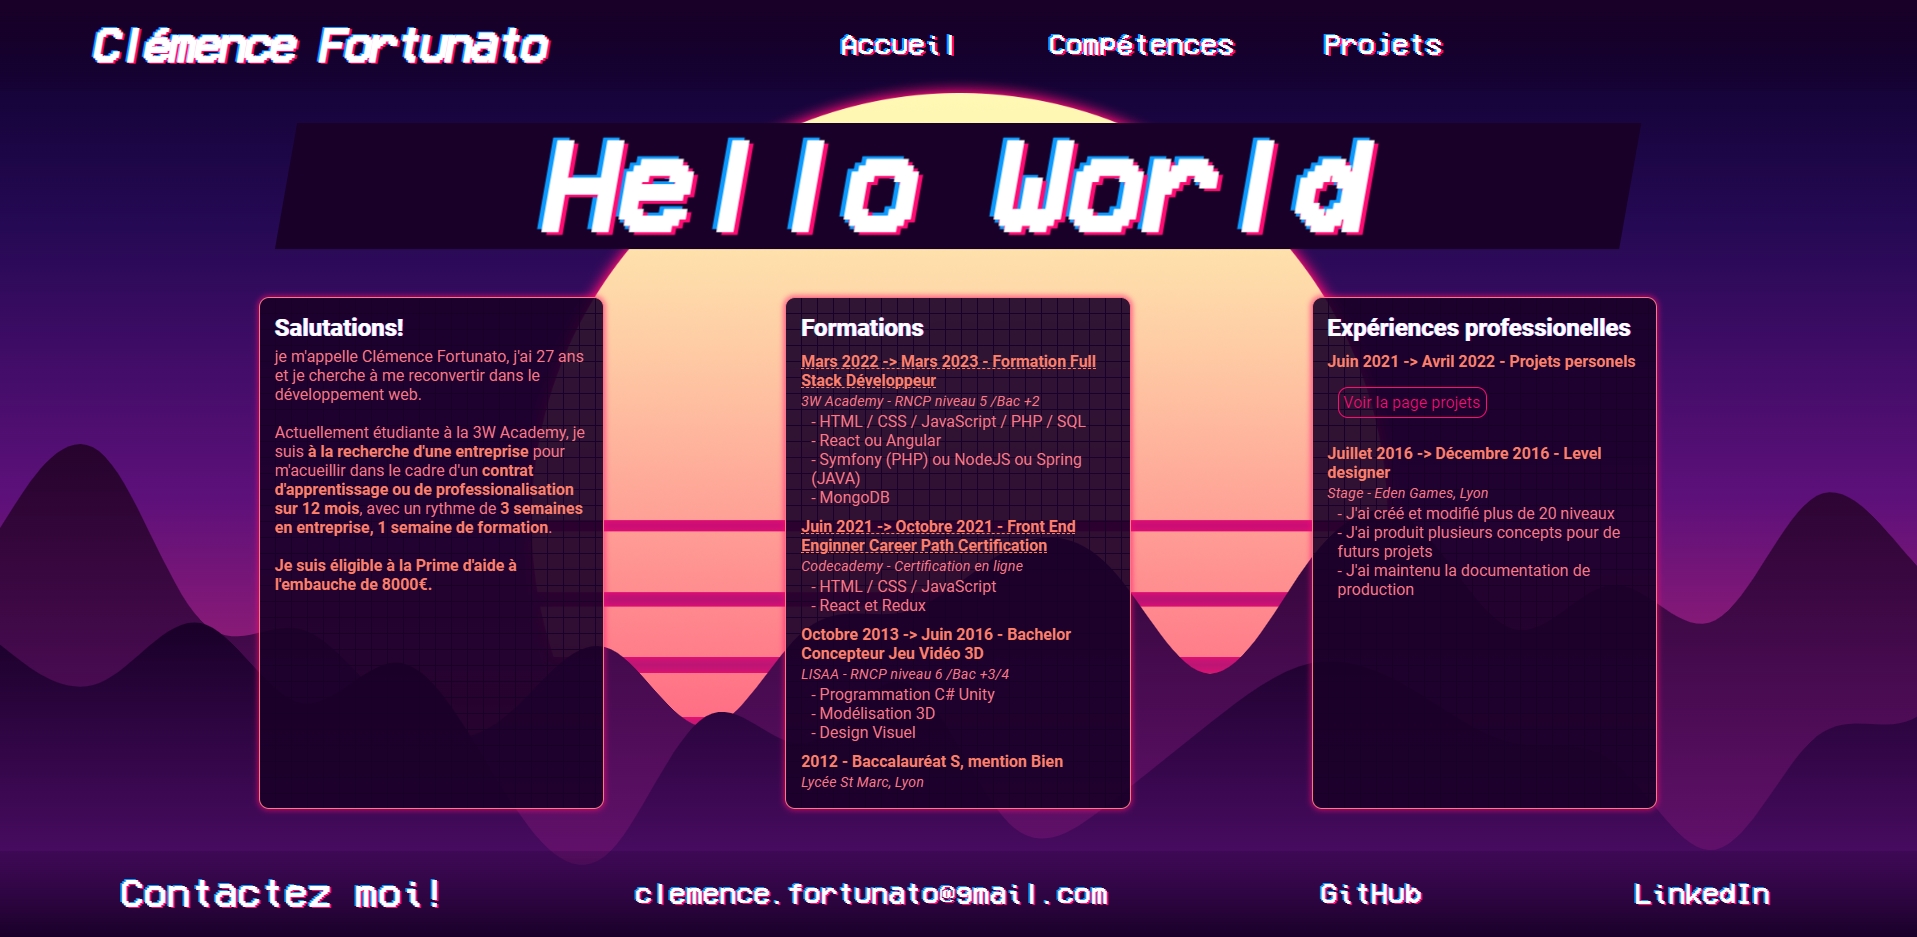 Clémence Fortunato
Accueil
Compétences
Projets
Hello World
Salutations!
je m'appelle Clémence Fortunato, j'ai 27 ans
et je cherche à me reconvertir dans le
développement web.
Actuellement étudiante à la 3W Academy, je
suis à la recherche d'une entreprise pour
m'acueillir dans le cadre d'un contrat
d'apprentissage ou de professionalisation
sur 12 mois, avec un rythme de 3 semaines
en entreprise, 1 semaine de formation.
Je suis éligible à la Prime d'aide à
l'embauche de 8000€.
Formations
Mars 2022 -> Mars 2023 - Formation Full
Stack Développeur
3W Academy - RNCP niveau 5 /Bac +2
- HTML / CSS / JavaScript / PHP / SQL
- React ou Angular
- Symfony (PHP) ou NodeJS ou Spring
(JAVA)
- MongoDB
Juin 2021 -> Octobre 2021 - Front End
Enginner Career Path Certification
Codecademy - Certification en ligne
- HTML / CSS / JavaScript
- React et Redux
Octobre 2013 -> Juin 2016 - Bachelor
Concepteur Jeu Vidéo 3D
LISAA - RNCP niveau 6 /Bac +3/4
- Programmation C# Unity
- Modélisation 3D
- Design Visuel
2012 - Baccalauréat S, mention Bien
Lycée St Marc, Lyon
Expériences professionelles
Juin 2021 -> Avril 2022 - Projets personels
Voir la page projets
Juillet 2016 -> Décembre 2016 - Level
designer
Stage - Eden Games, Lyon
- J'ai créé et modifié plus de 20 niveaux
- J'ai produit plusieurs concepts pour de
futurs projets
- J'ai maintenu la documentation de
production
Contactez moi!
clemence.fortunato@gmail.com
GitHub
LinkedIn